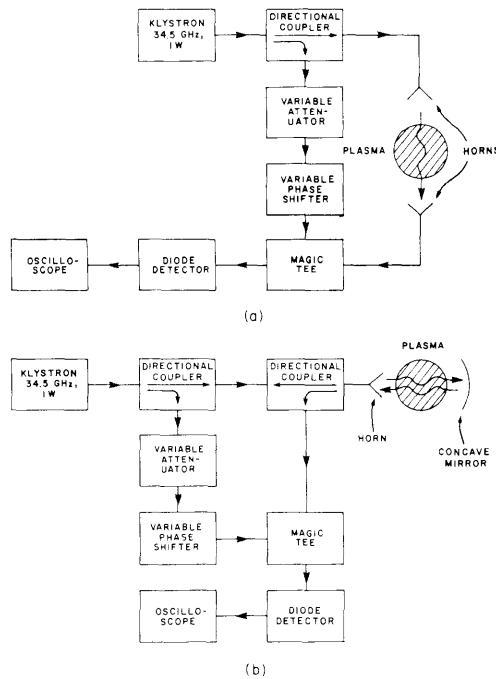 KLYSTRON
34.5 GHz,
1W
DIRECTIONAL
COUPLER
VARIABLE
ATTEN-
UATOR
PLASMA
HORNS
VARIABLE
PHASE
SHIFTER
OSCILLO-
SCOPE
DIODE
DETECTOR
MAGIC
TEE
(a)
PLASMA
KLYSTRON
34.5 GHz,
1W
DIRECTIONAL
COUPLER
DIRECTIONAL
COUPLER
HORN
CONCAVE
MIRROR
VARIABLE
ATTEN-
UATOR
VARIABLE
PHASE
SHIFTER
MAGIC
TEE
OSCILLO-
SCOPE
DIODE
DETECTOR
(b)